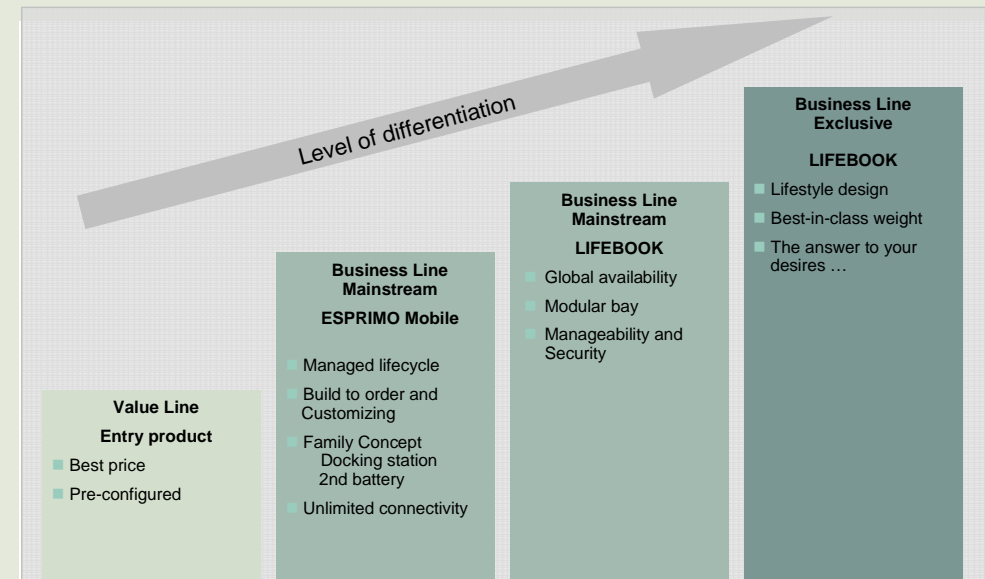 Level of differentiation
Value Line
Entry product
Best price
Pre-configured
Business Line
Mainstream
ESPRIMO Mobile
Managed lifecycle
Build to order and
Customizing
Family Concept
Docking station
2nd battery
Unlimited connectivity
Business Line
Mainstream
LIFEBOOK
Global availability
Modular bay
Manageability and
Security
Business Line
Exclusive
LIFEBOOK
Lifestyle design
Best-in-class weight
The answer to your
desires …